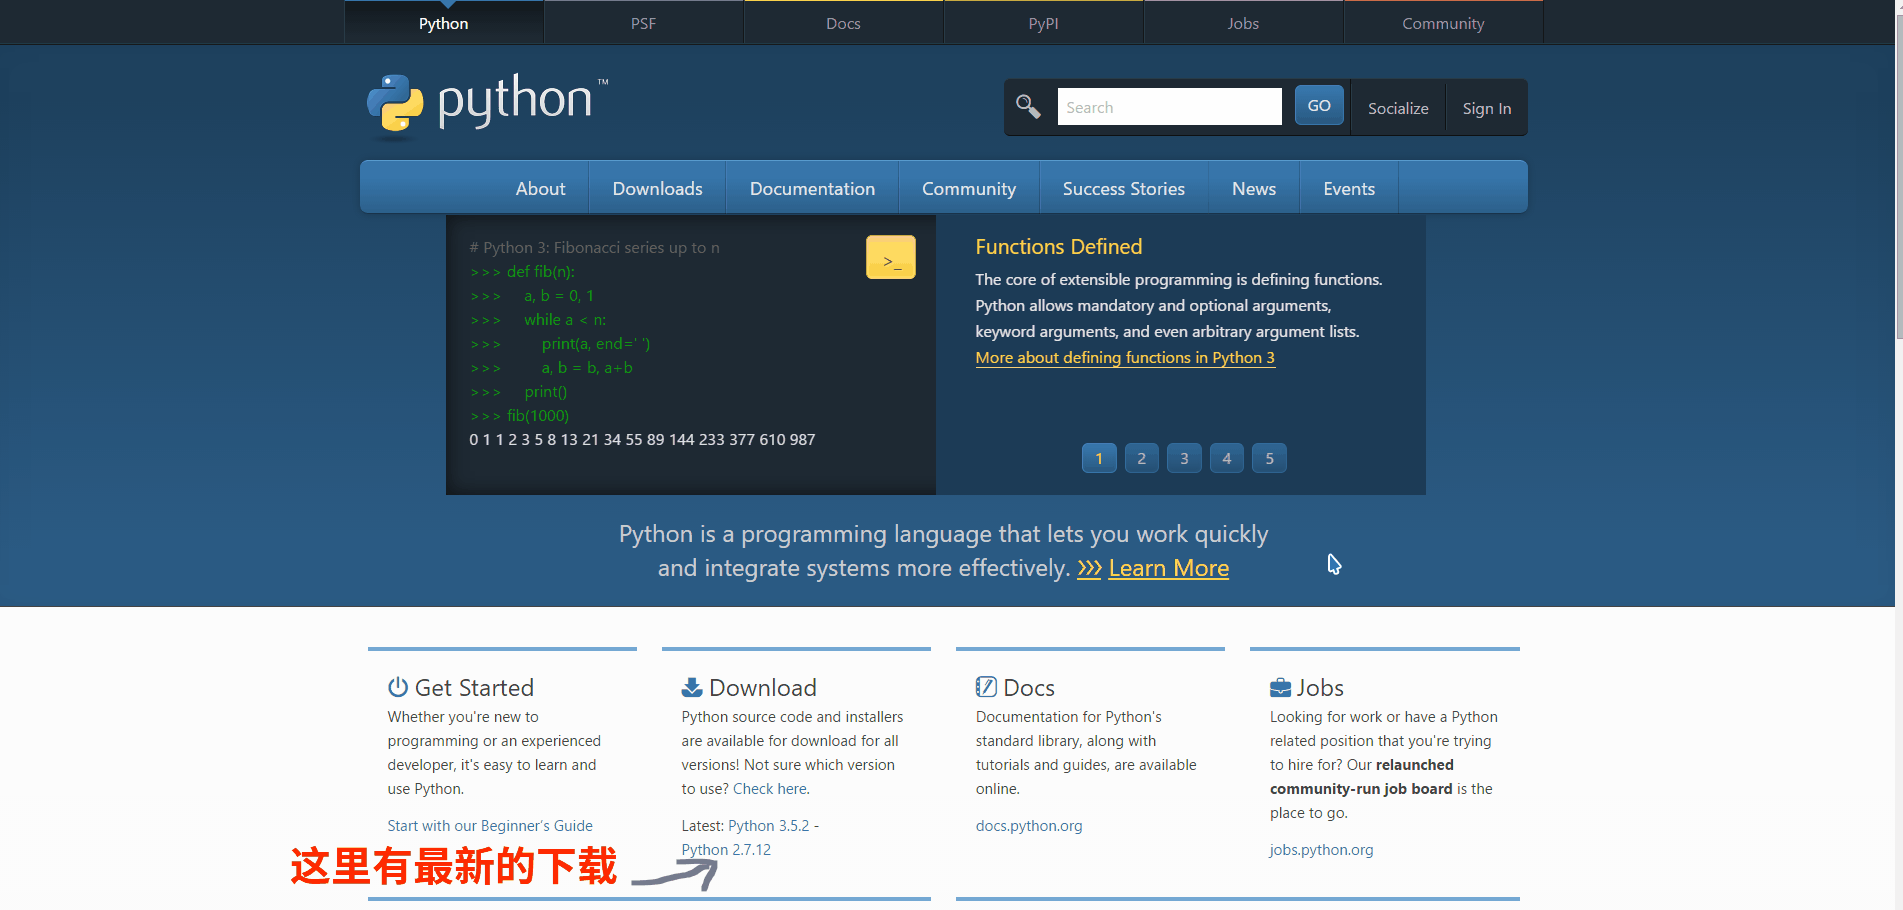 Python
PSF
Docs
PyPI
Jobs
Community
python™
Search
GO
Socialize
Sign In
About
Downloads
Documentation
Community
Success Stories
News
Events
# Python 3: Fibonacci series up to n
>>> def fib(n):
>>>     a, b = 0, 1
>>>     while a < n:
>>>         print(a, end=' ')
>>>         a, b = b, a+b
>>>     print()
>>> fib(1000)
0 1 1 2 3 5 8 13 21 34 55 89 144 233 377 610 987
>_
Functions Defined
The core of extensible programming is defining functions.
Python allows mandatory and optional arguments,
keyword arguments, and even arbitrary argument lists.
More about defining functions in Python 3
1
2
3
4
5
Python is a programming language that lets you work quickly
and integrate systems more effectively. >>> Learn More
Get Started
Whether you're new to
programming or an experienced
developer, it's easy to learn and
use Python.
Start with our Beginner's Guide
Download
Python source code and installers
are available for download for all
versions! Not sure which version
to use? Check here.
Latest: Python 3.5.2 -
Python 2.7.12
Docs
Documentation for Python's
standard library, along with
tutorials and guides, are available
online.
docs.python.org
Jobs
Looking for work or have a Python
related position that you're trying
to hire for? Our relaunched
community-run job board is the
place to go.
jobs.python.org
这里有最新的下载